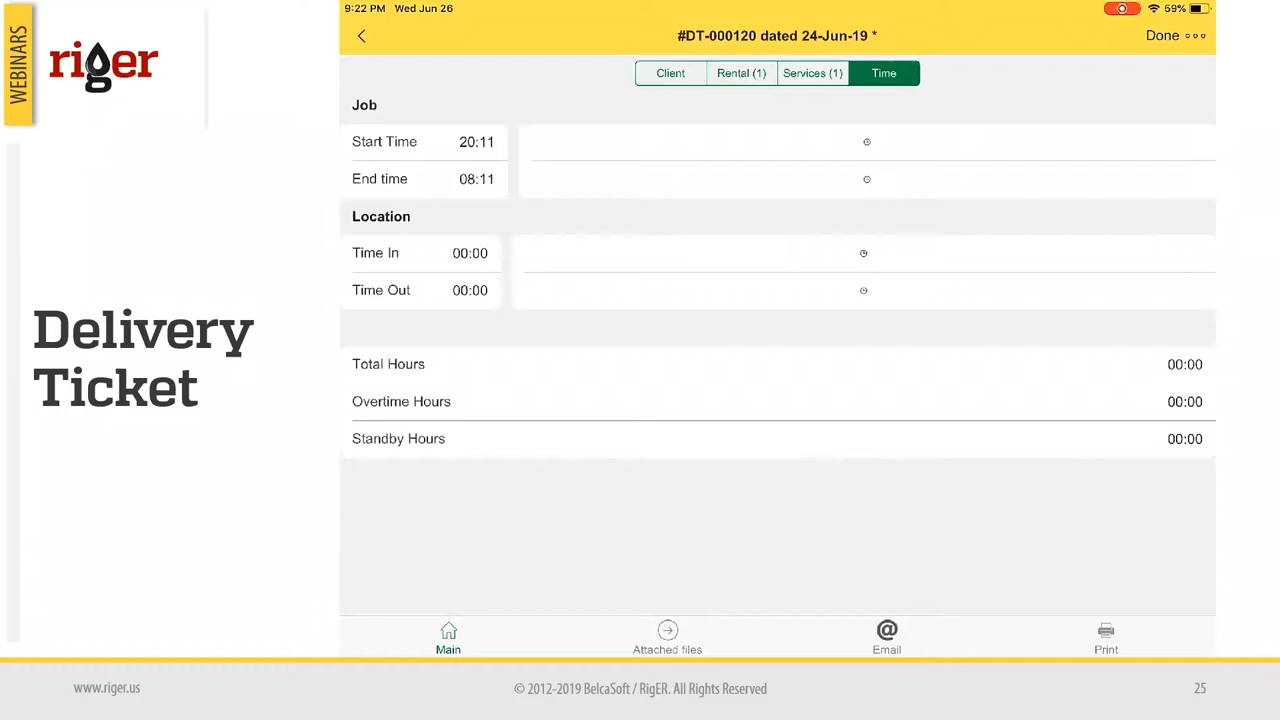 WEBINARS
riger
Delivery
Ticket
9:22 PM Wed Jun 26
59%
#DT-000120 dated 24-Jun-19 *
Done
Client Rental (1) Services (1) Time
Job
Start Time 20:11
End time 08:11
Location
Time In 00:00
Time Out 00:00
Total Hours 00:00
Overtime Hours 00:00
Standby Hours 00:00
Main Attached files Email Print
www.riger.us © 2012-2019 BelcaSoft / RigER. All Rights Reserved 25